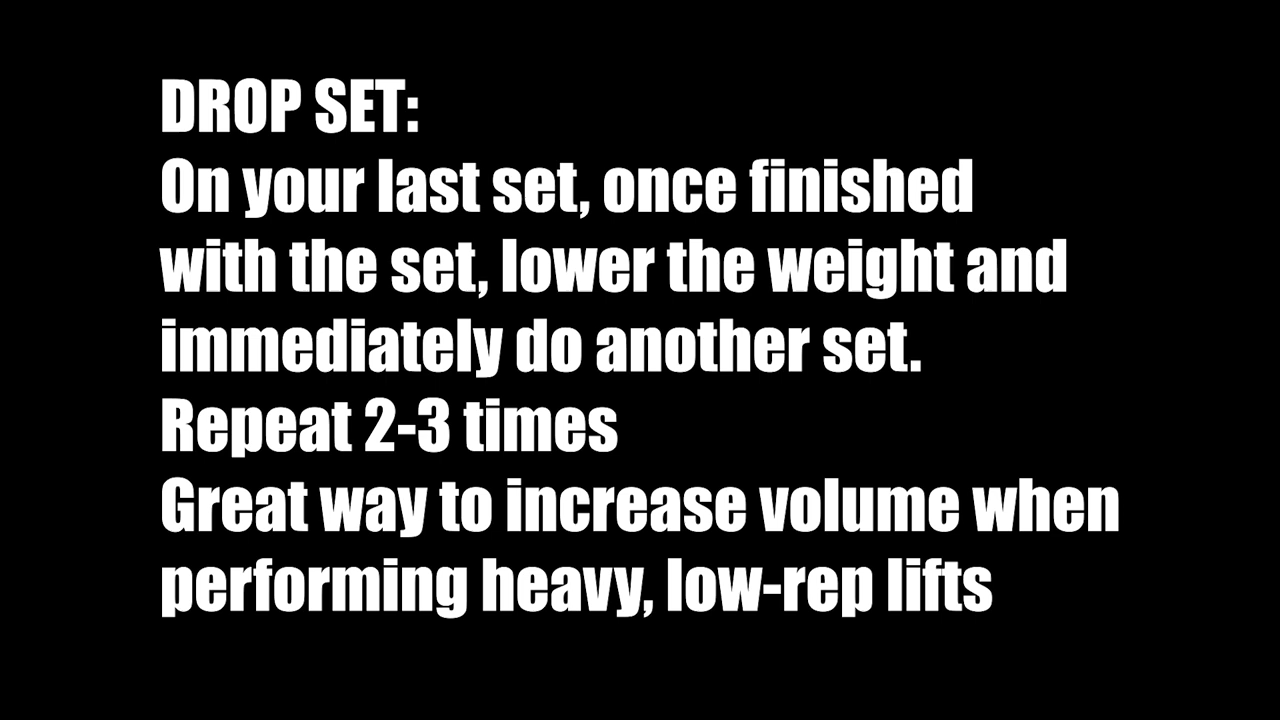 DROP SET:
On your last set, once finished
with the set, lower the weight and
immediately do another set.
Repeat 2-3 times
Great way to increase volume when
performing heavy, low-rep lifts